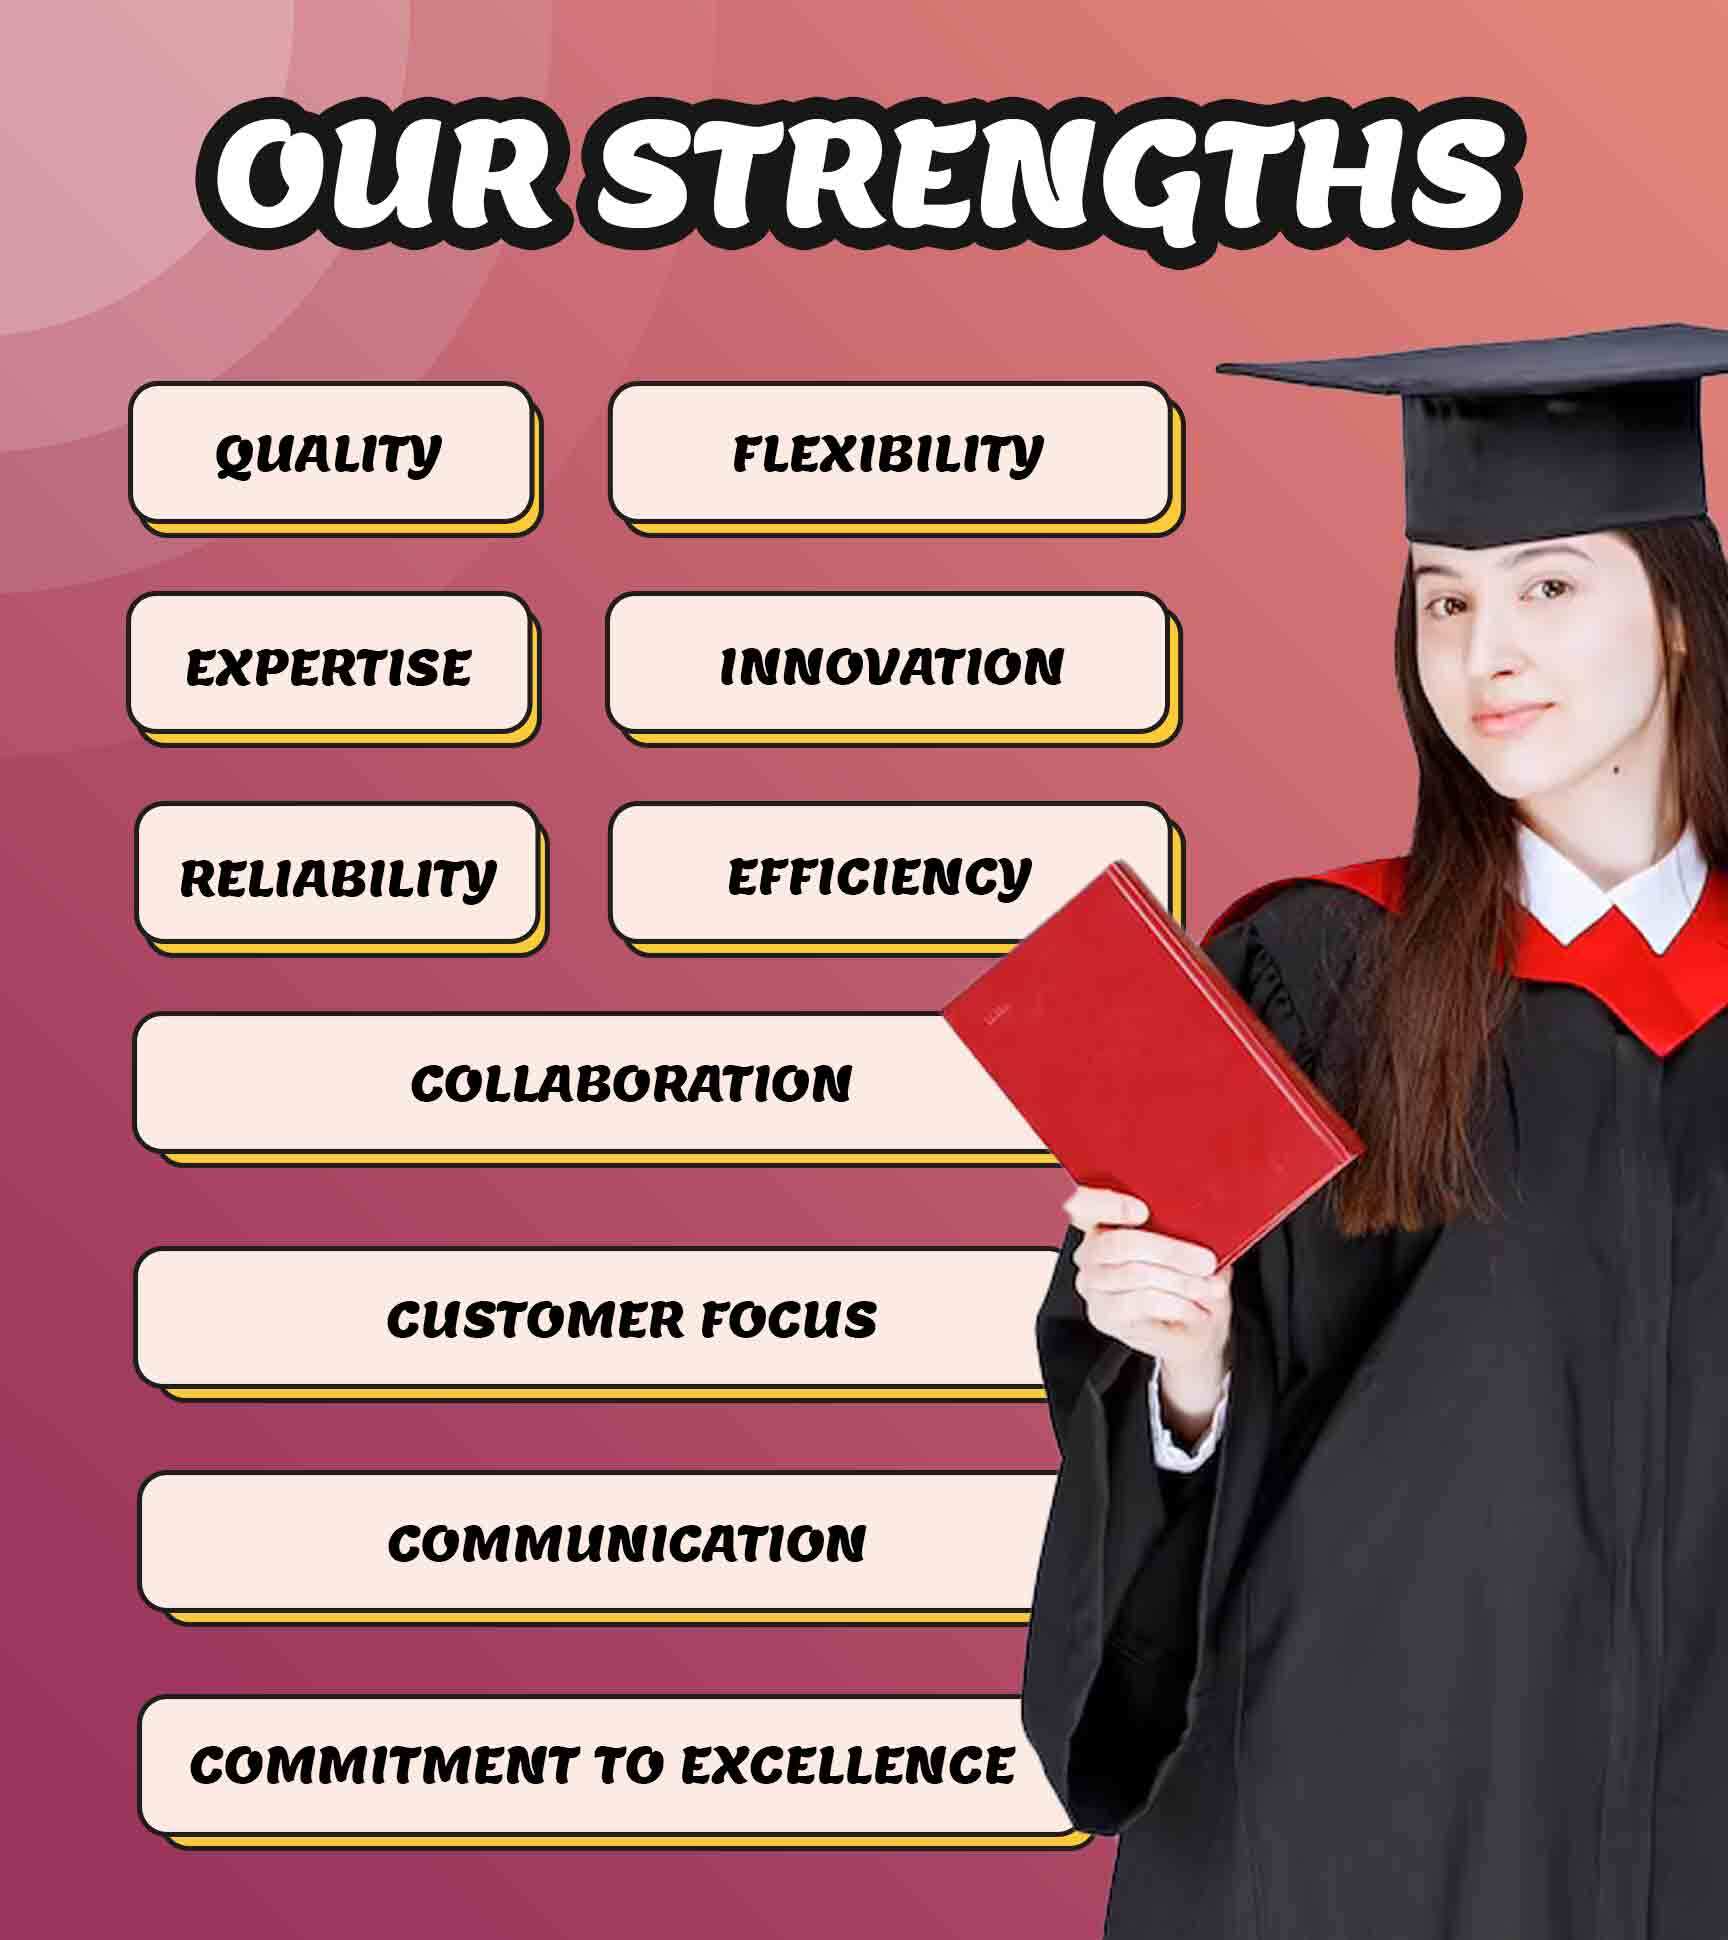 OUR STRENGTHS
QUALITY
FLEXIBILITY
EXPERTISE
INNOVATION
RELIABILITY
EFFICIENCY
COLLABORATION
CUSTOMER FOCUS
COMMUNICATION
COMMITMENT TO EXCELLENCE